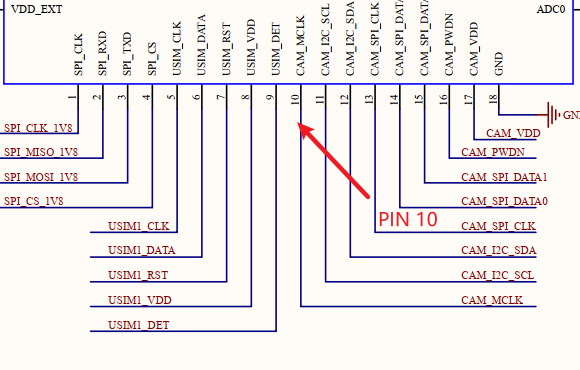 VDD_EXT
ADC0
SPI_CLK
SPI_RXD
SPI_TXD
SPI_CS
USIM_CLK
USIM_DATA
USIM_RST
USIM_VDD
USIM_DET
CAM_MCLK
CAM_I2C_SCL
CAM_I2C_SDA
CAM_SPI_CLK
CAM_SPI_DAT
CAM_SPI_DAT
CAM_PWDN
CAM_VDD
GND
1
2
3
4
5
6
7
8
9
10
11
12
13
14
15
16
17
18
GN
SPI_CLK_1V8
CAM_VDD
SPI_MISO_1V8
CAM_PWDN
SPI_MOSI_1V8
CAM_SPI_DATA1
SPI_CS_1V8
CAM_SPI_DATA0
PIN 10
USIM1_CLK
CAM_SPI_CLK
USIM1_DATA
CAM_I2C_SDA
USIM1_RST
CAM_I2C_SCL
USIM1_VDD
CAM_MCLK
USIM1_DET